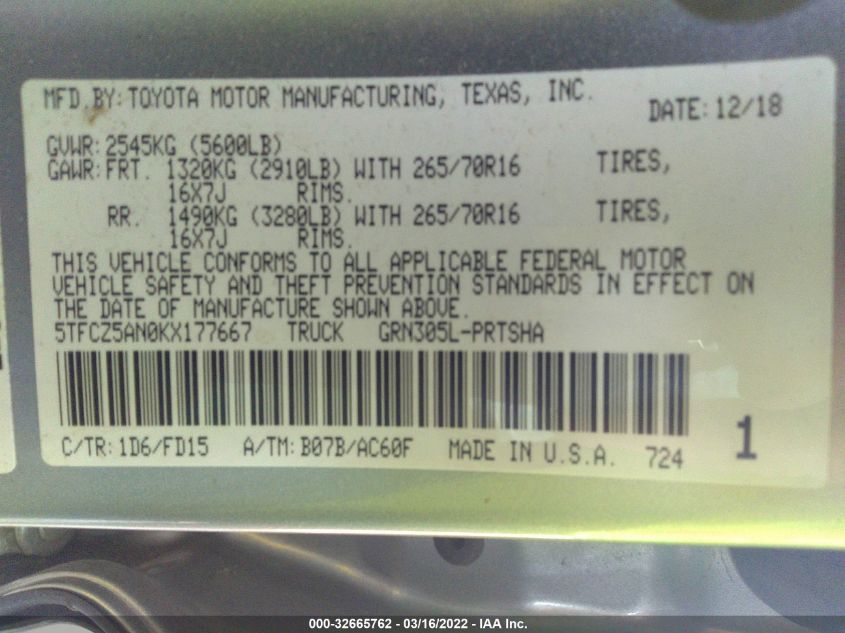 MFD.BY:TOYOTA MOTOR MANUFACTURING, TEXAS, INC. DATE:12/18
GVWR:2545KG (5600LB)
GAWR:FRT. 1320KG (2910LB) WITH 265/70R16 TIRES,
16X7J RIMS.
RR. 1490KG (3280LB) WITH 265/70R16 TIRES,
16X7J RIMS.
THIS VEHICLE CONFORMS TO ALL APPLICABLE FEDERAL MOTOR
VEHICLE SAFETY AND THEFT PREVENTION STANDARDS IN EFFECT ON
THE DATE OF MANUFACTURE SHOWN ABOVE.
5TFCZ5AN0KX177667 TRUCK GRN305L-PRTSHA
C/TR:1D6/FD15 A/TM:B07B/AC60F MADE IN U.S.A. 724 1
000-32665762 - 03/16/2022 - IAA Inc.